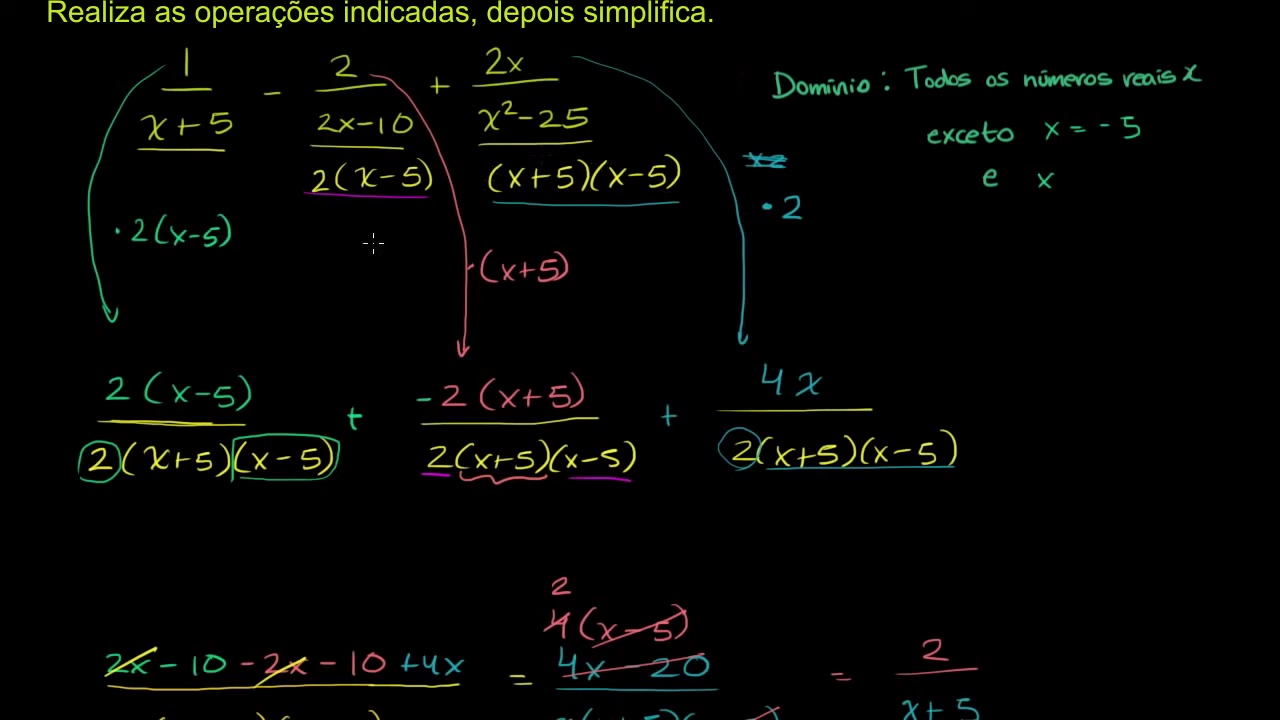 Realiza as operações indicadas, depois simplifica.
1 - 2 + 2x
x+5 2x-10 x²-25
2(x-5) (x+5)(x-5)
Domínio: Todos os números reais x
exceto x = -5
e x
·2(x-5) ·(x+5) ·2
2(x-5) + -2(x+5) + 4x
2(x+5)(x-5) 2(x+5)(x-5) 2(x+5)(x-5)
2
4(x-5)
2x-10-2x-10+4x = 4x-20 = 2
x+5